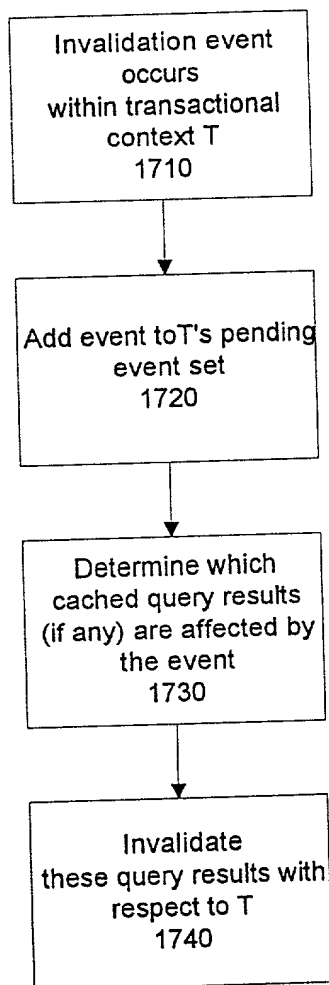 Invalidation event
occurs
within transactional
context T
1710
Add event toT's pending
event set
1720
Determine which
cached query results
(if any) are affected by
the event
1730
Invalidate
these query results with
respect to T
1740